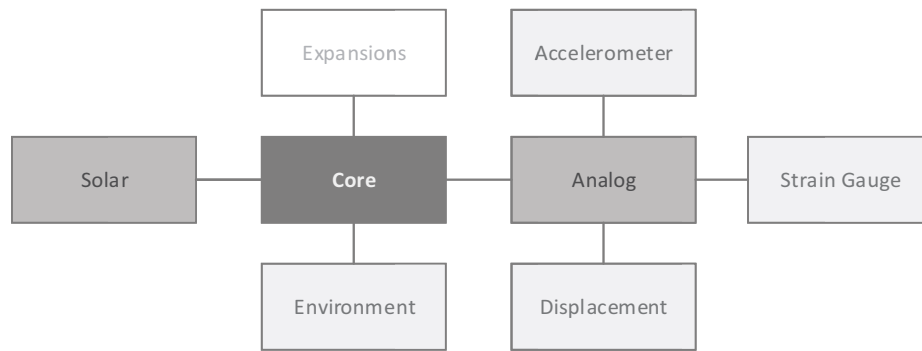 Expansions
Accelerometer
Solar
Core
Analog
Strain Gauge
Environment
Displacement